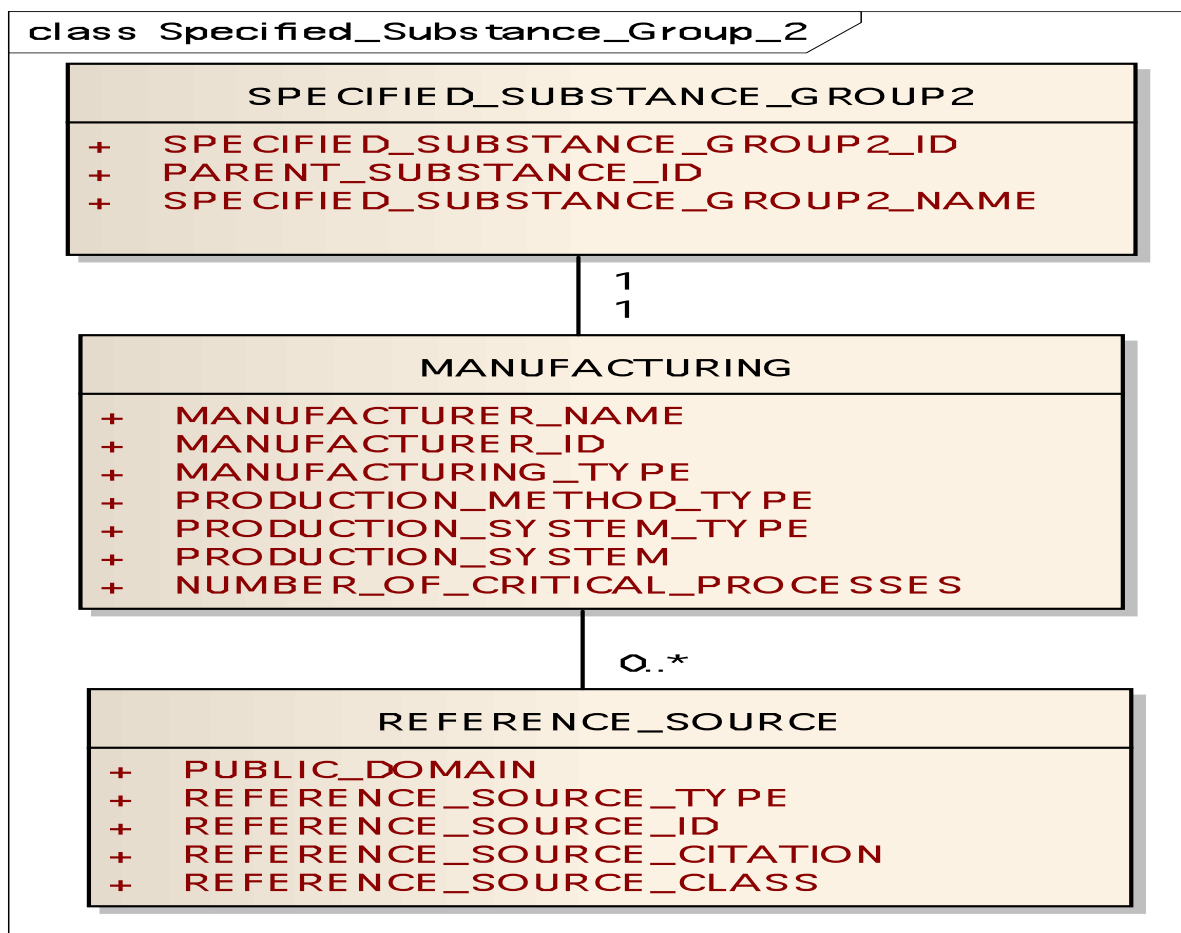 class Specified_Substance_Group_2
SPECIFIED_SUBSTANCE_GROUP2
+ SPECIFIED_SUBSTANCE_GROUP2_ID
+ PARENT_SUBSTANCE_ID
+ SPECIFIED_SUBSTANCE_GROUP2_NAME
1
1
MANUFACTURING
+ MANUFACTURER_NAME
+ MANUFACTURER_ID
+ MANUFACTURING_TYPE
+ PRODUCTION_METHOD_TYPE
+ PRODUCTION_SYSTEM_TYPE
+ PRODUCTION_SYSTEM
+ NUMBER_OF_CRITICAL_PROCESSES
0..*
REFERENCE_SOURCE
+ PUBLIC_DOMAIN
+ REFERENCE_SOURCE_TYPE
+ REFERENCE_SOURCE_ID
+ REFERENCE_SOURCE_CITATION
+ REFERENCE_SOURCE_CLASS